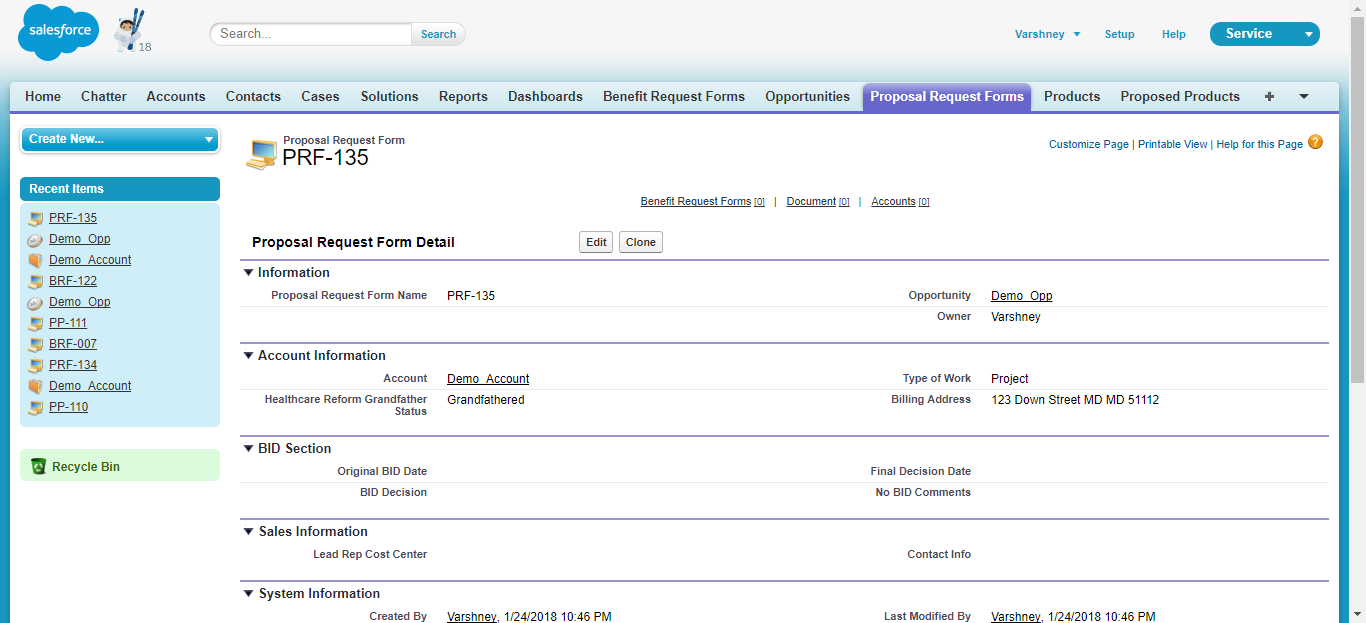 salesforce
18
Search...
Search
Varshney
Setup
Help
Service
Home Chatter Accounts Contacts Cases Solutions Reports Dashboards Benefit Request Forms Opportunities Proposal Request Forms Products Proposed Products +
Create New...
Recent Items
PRF-135
Demo_Opp
Demo_Account
BRF-122
Demo_Opp
PP-111
BRF-007
PRF-134
Demo_Account
PP-110
Recycle Bin
Proposal Request Form
PRF-135
Customize Page | Printable View | Help for this Page ?
Benefit Request Forms [0] | Document [0] | Accounts [0]
Proposal Request Form Detail
Edit Clone
Information
Proposal Request Form Name PRF-135 Opportunity Demo_Opp
Owner Varshney
Account Information
Account Demo_Account Type of Work Project
Healthcare Reform Grandfather Grandfathered Billing Address 123 Down Street MD MD 51112
Status
BID Section
Original BID Date Final Decision Date
BID Decision No BID Comments
Sales Information
Lead Rep Cost Center Contact Info
System Information
Created By Varshney, 1/24/2018 10:46 PM Last Modified By Varshney, 1/24/2018 10:46 PM